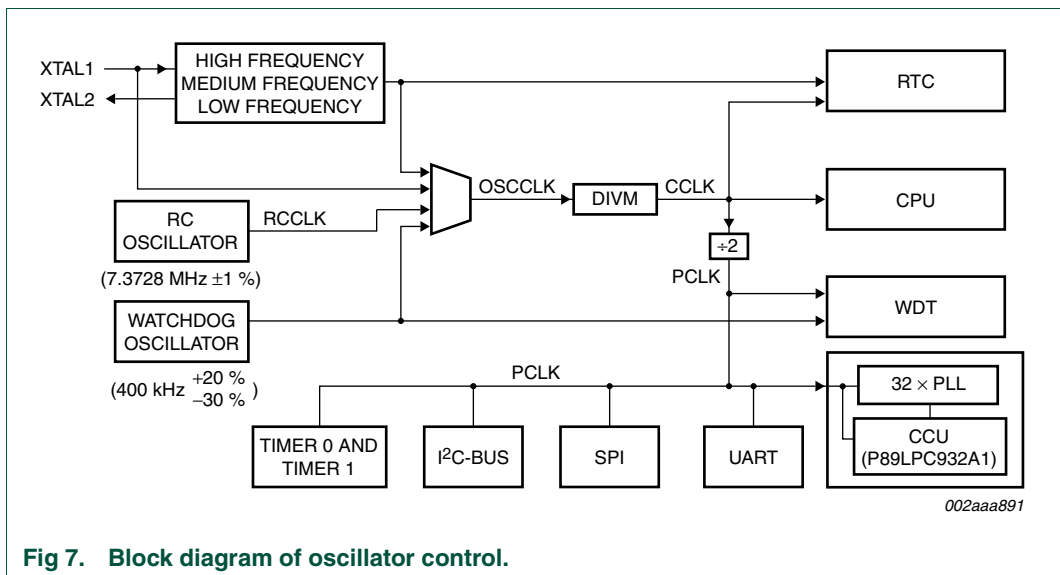 XTAL1
XTAL2
HIGH FREQUENCY
MEDIUM FREQUENCY
LOW FREQUENCY
RTC
OSCCLK
DIVM
CCLK
CPU
RC
OSCILLATOR
RCCLK
(7.3728 MHz ±1 %)
÷2
PCLK
WATCHDOG
OSCILLATOR
(400 kHz +20 % −30 % )
WDT
PCLK
32 × PLL
CCU
(P89LPC932A1)
TIMER 0 AND
TIMER 1
I²C-BUS
SPI
UART
002aaa891
Fig 7. Block diagram of oscillator control.